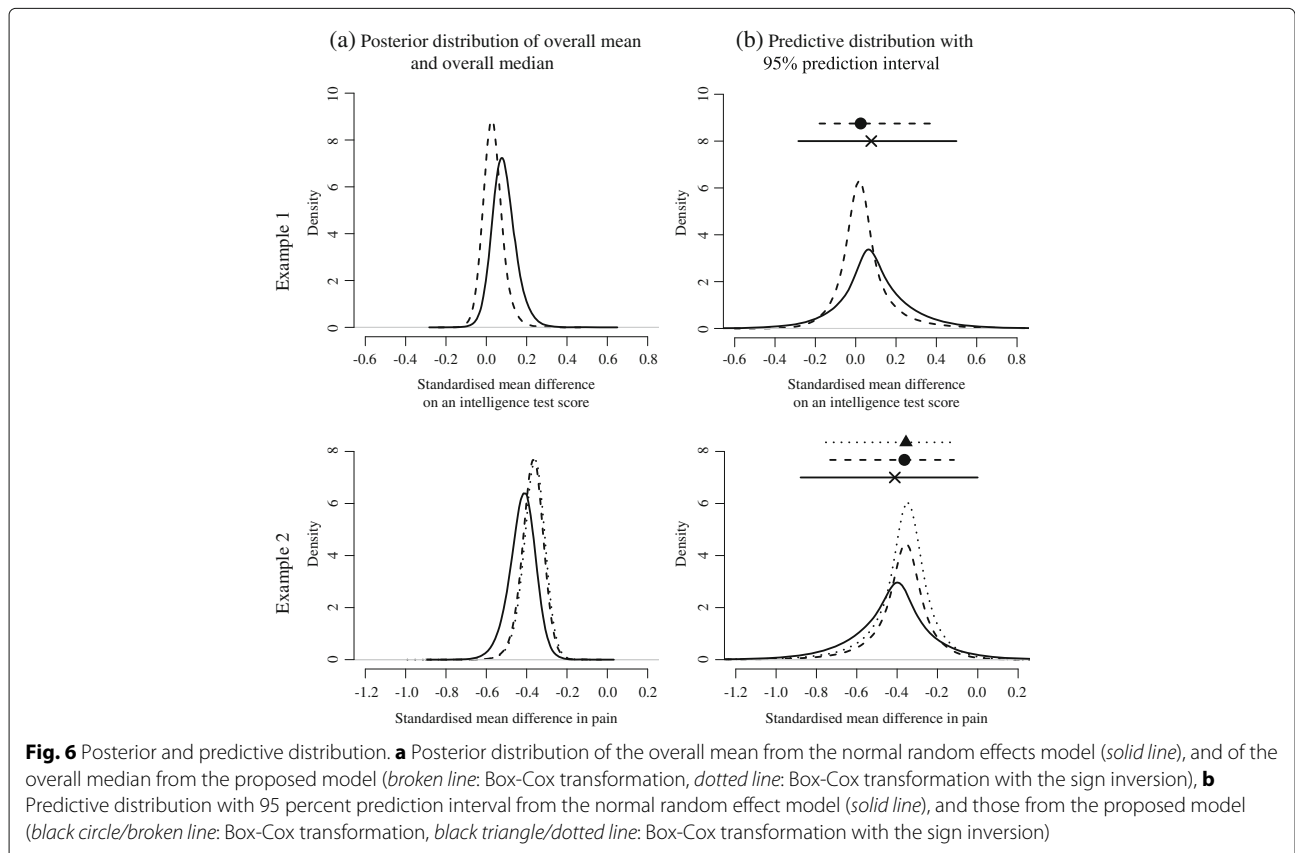 (a) Posterior distribution of overall mean
and overall median
(b) Predictive distribution with
95% prediction interval
Example 1
Density
0 2 4 6 8 10
-0.6 -0.4 -0.2 0.0 0.2 0.4 0.6 0.8
Standardised mean difference
on an intelligence test score
Density
0 2 4 6 8 10
-0.6 -0.4 -0.2 0.0 0.2 0.4 0.6 0.8
Standardised mean difference
on an intelligence test score
Example 2
Density
0 2 4 6 8
-1.2 -1.0 -0.8 -0.6 -0.4 -0.2 0.0 0.2
Standardised mean difference in pain
Density
0 2 4 6 8
-1.2 -1.0 -0.8 -0.6 -0.4 -0.2 0.0 0.2
Standardised mean difference in pain
Fig. 6 Posterior and predictive distribution. a Posterior distribution of the overall mean from the normal random effects model (solid line), and of the
overall median from the proposed model (broken line: Box-Cox transformation, dotted line: Box-Cox transformation with the sign inversion), b
Predictive distribution with 95 percent prediction interval from the normal random effect model (solid line), and those from the proposed model
(black circle/broken line: Box-Cox transformation, black triangle/dotted line: Box-Cox transformation with the sign inversion)